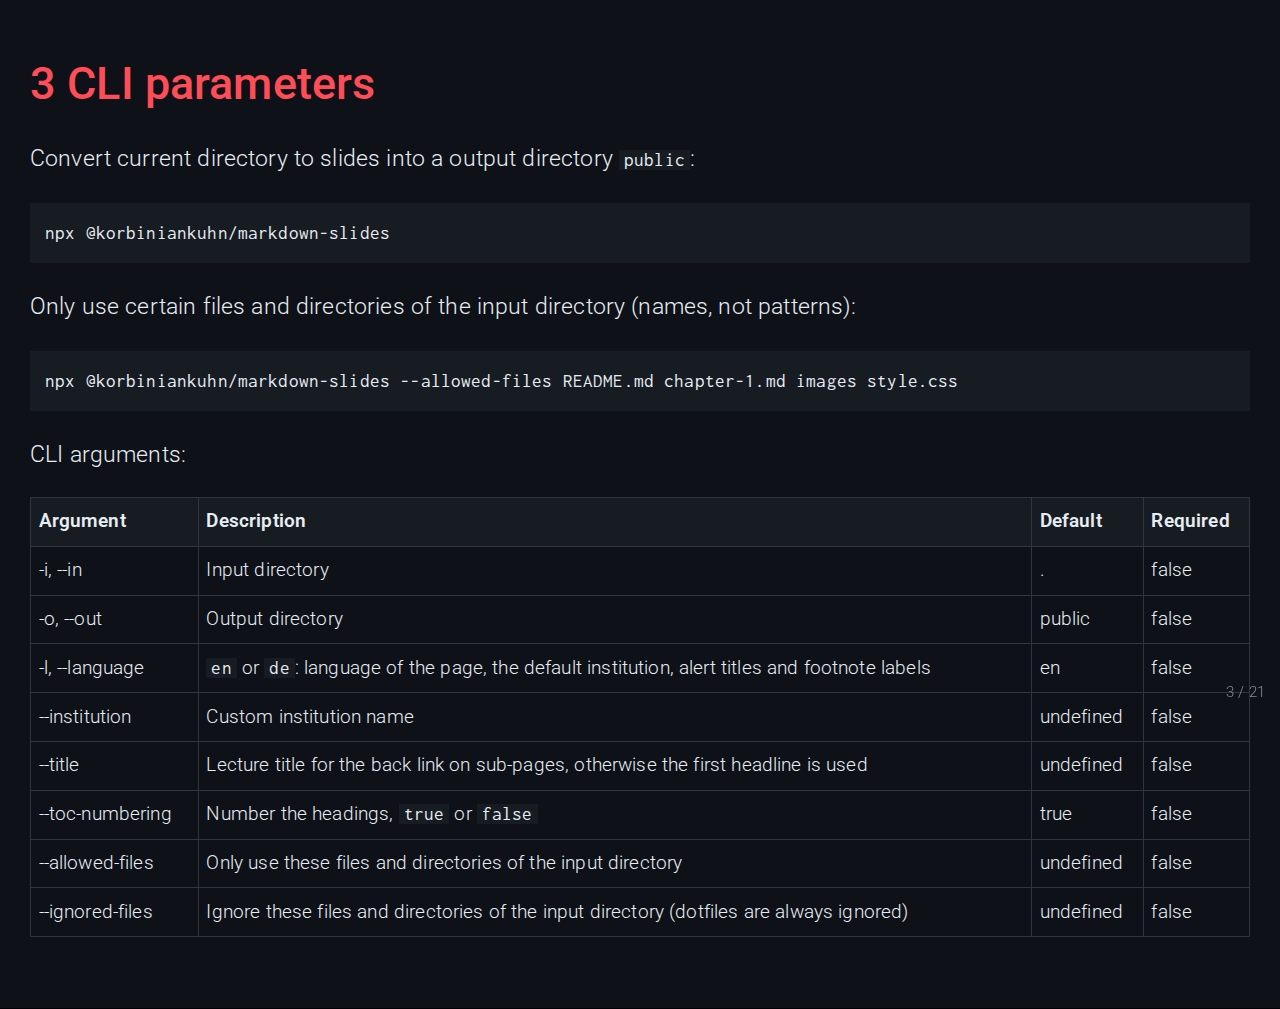 3 CLI parameters
Convert current directory to slides into a output directory public:
npx @korbiniankuhn/markdown-slides
Only use certain files and directories of the input directory (names, not patterns):
npx @korbiniankuhn/markdown-slides --allowed-files README.md chapter-1.md images style.css
CLI arguments:
Argument Description Default Required
-i, --in Input directory . false
-o, --out Output directory public false
-l, --language en or de: language of the page, the default institution, alert titles and footnote labels en false
3 / 21
--institution Custom institution name undefined false
--title Lecture title for the back link on sub-pages, otherwise the first headline is used undefined false
--toc-numbering Number the headings, true or false true false
--allowed-files Only use these files and directories of the input directory undefined false
--ignored-files Ignore these files and directories of the input directory (dotfiles are always ignored) undefined false